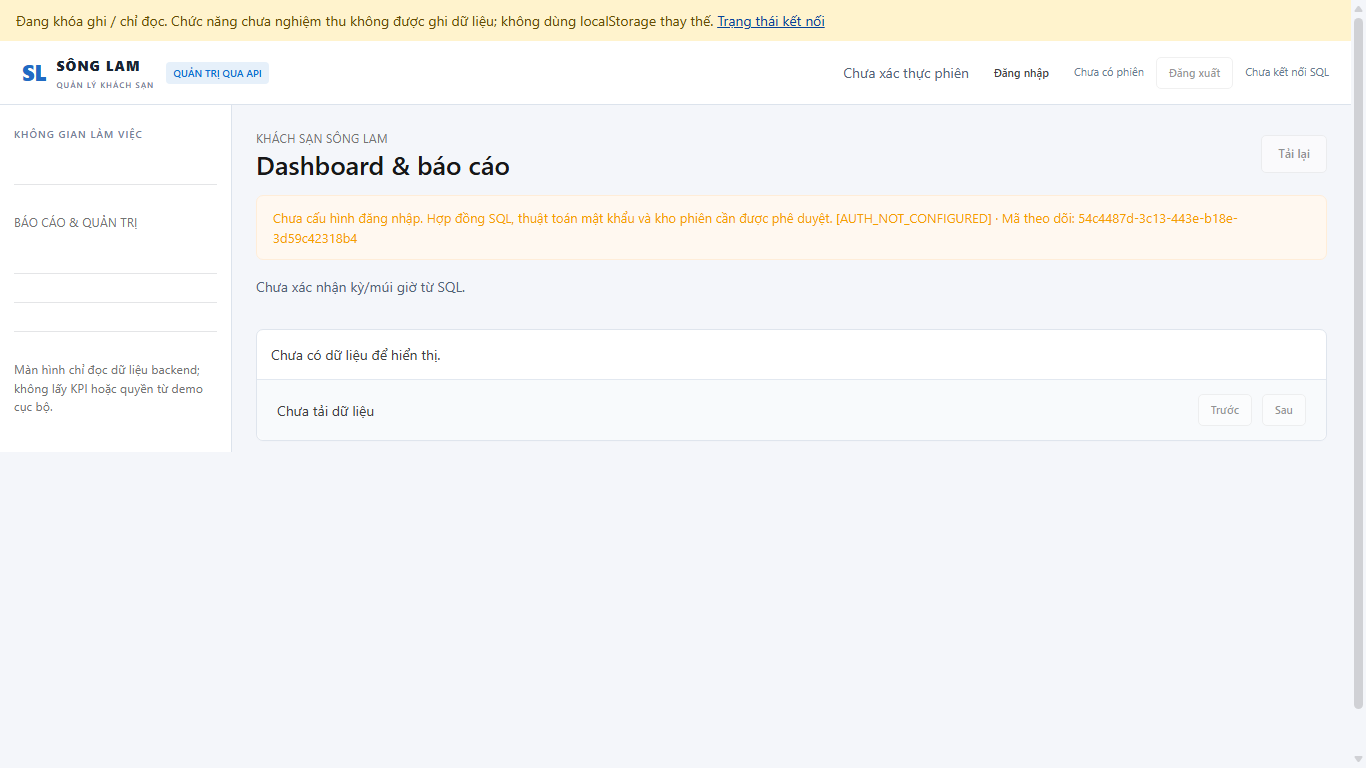 Đang khóa ghi / chỉ đọc. Chức năng chưa nghiệm thu không được ghi dữ liệu; không dùng localStorage thay thế. Trạng thái kết nối
SL SÔNG LAM
QUẢN LÝ KHÁCH SẠN
QUẢN TRỊ QUA API
Chưa xác thực phiên
Đăng nhập
Chưa có phiên
Đăng xuất
Chưa kết nối SQL
KHÔNG GIAN LÀM VIỆC
BÁO CÁO & QUẢN TRỊ
Màn hình chỉ đọc dữ liệu backend;
không lấy KPI hoặc quyền từ demo
cục bộ.
KHÁCH SẠN SÔNG LAM
Dashboard & báo cáo
Tải lại
Chưa cấu hình đăng nhập. Hợp đồng SQL, thuật toán mật khẩu và kho phiên cần được phê duyệt. [AUTH_NOT_CONFIGURED] · Mã theo dõi: 54c4487d-3c13-443e-b18e-
3d59c42318b4
Chưa xác nhận kỳ/múi giờ từ SQL.
Chưa có dữ liệu để hiển thị.
Chưa tải dữ liệu
Trước
Sau